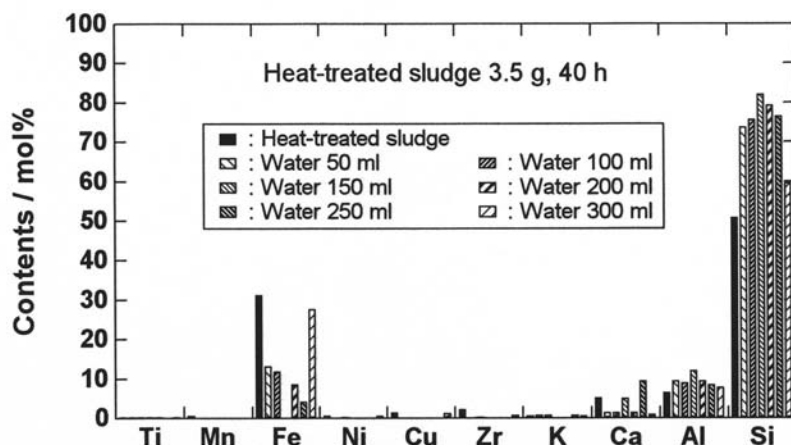 Contents / mol%
100
90
80
70
60
50
40
30
20
10
0
Heat-treated sludge 3.5 g, 40 h
: Heat-treated sludge
: Water 50 ml : Water 100 ml
: Water 150 ml : Water 200 ml
: Water 250 ml : Water 300 ml
Ti Mn Fe Ni Cu Zr K Ca Al Si